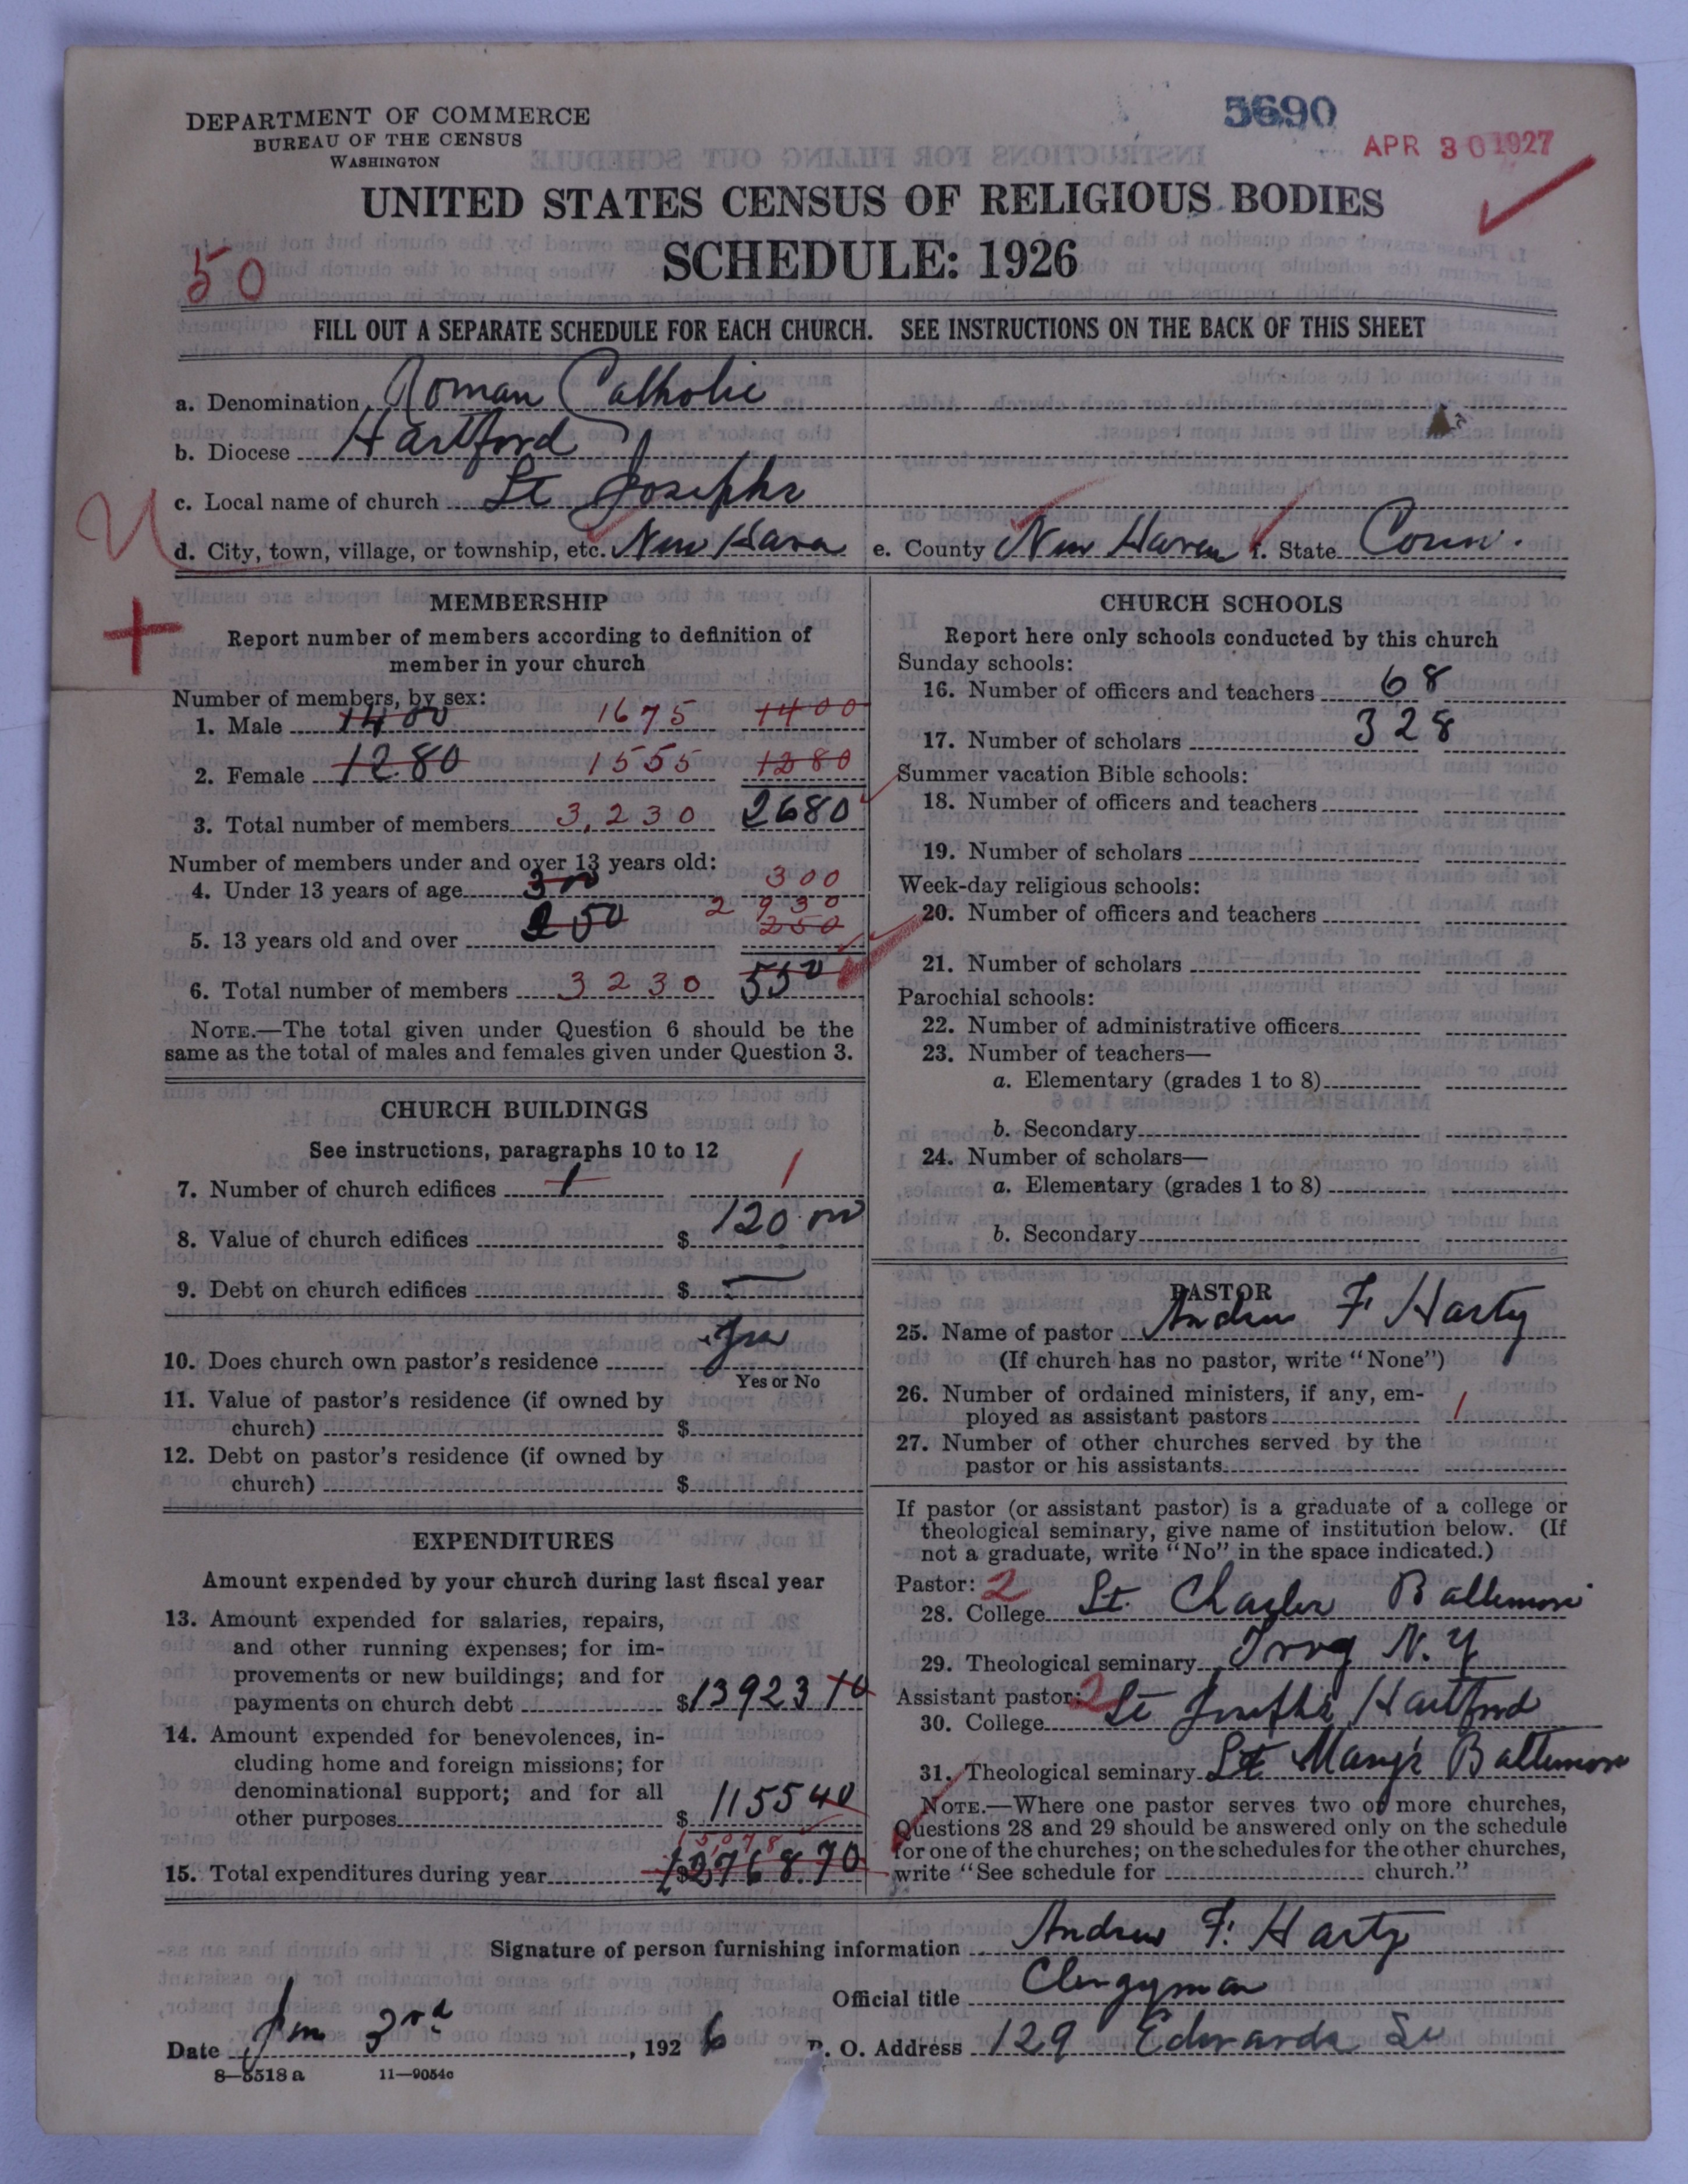 DEPARTMENT OF COMMERCE
BUREAU OF THE CENSUS
WASHINGTON
5690
APR 30 1927
UNITED STATES CENSUS OF RELIGIOUS BODIES
SCHEDULE: 1926
50
FILL OUT A SEPARATE SCHEDULE FOR EACH CHURCH. SEE INSTRUCTIONS ON THE BACK OF THIS SHEET
a. Denomination Roman Catholic
b. Diocese Hartford
c. Local name of church St Josephs
d. City, town, village, or township, etc. New Haven e. County New Haven f. State Conn.
MEMBERSHIP
Report number of members according to definition of
member in your church
Number of members, by sex:
1. Male 1400 1675 1400
2. Female 1280 1555 1280
3. Total number of members 3,230 2680
Number of members under and over 13 years old:
4. Under 13 years of age 300 300
5. 13 years old and over 250 2930 250
6. Total number of members 3230 550
NOTE.—The total given under Question 6 should be the
same as the total of males and females given under Question 3.
CHURCH BUILDINGS
See instructions, paragraphs 10 to 12
7. Number of church edifices 1 1
8. Value of church edifices $ 120
9. Debt on church edifices $ —
10. Does church own pastor's residence Yes
Yes or No
11. Value of pastor's residence (if owned by
church) $
12. Debt on pastor's residence (if owned by
church) $
EXPENDITURES
Amount expended by your church during last fiscal year
13. Amount expended for salaries, repairs,
and other running expenses; for im-
provements or new buildings; and for
payments on church debt $13923
14. Amount expended for benevolences, in-
cluding home and foreign missions; for
denominational support; and for all
other purposes $ 1155 40
15,078
15. Total expenditures during year $ 12768.70
CHURCH SCHOOLS
Report here only schools conducted by this church
Sunday schools:
16. Number of officers and teachers 68
17. Number of scholars 328
Summer vacation Bible schools:
18. Number of officers and teachers
19. Number of scholars
Week-day religious schools:
20. Number of officers and teachers
21. Number of scholars
Parochial schools:
22. Number of administrative officers
23. Number of teachers—
a. Elementary (grades 1 to 8)
b. Secondary
24. Number of scholars—
a. Elementary (grades 1 to 8)
b. Secondary
PASTOR
25. Name of pastor Andrew F. Harty
(If church has no pastor, write "None")
26. Number of ordained ministers, if any, em-
ployed as assistant pastors 1
27. Number of other churches served by the
pastor or his assistants
If pastor (or assistant pastor) is a graduate of a college or
theological seminary, give name of institution below. (If
not a graduate, write "No" in the space indicated.)
Pastor: 2
28. College St. Charles Baltimore
29. Theological seminary Troy N.Y
Assistant pastor: 2
30. College St Josephs Hartford
31. Theological seminary St Mary's Baltimore
NOTE.—Where one pastor serves two or more churches,
Questions 28 and 29 should be answered only on the schedule
for one of the churches; on the schedules for the other churches,
write "See schedule for church."
Signature of person furnishing information Andrew F. Harty
Official title Clergyman
Date Jan 3rd, 1926 P. O. Address 129 Edwards St
8—5518a 11—9054c